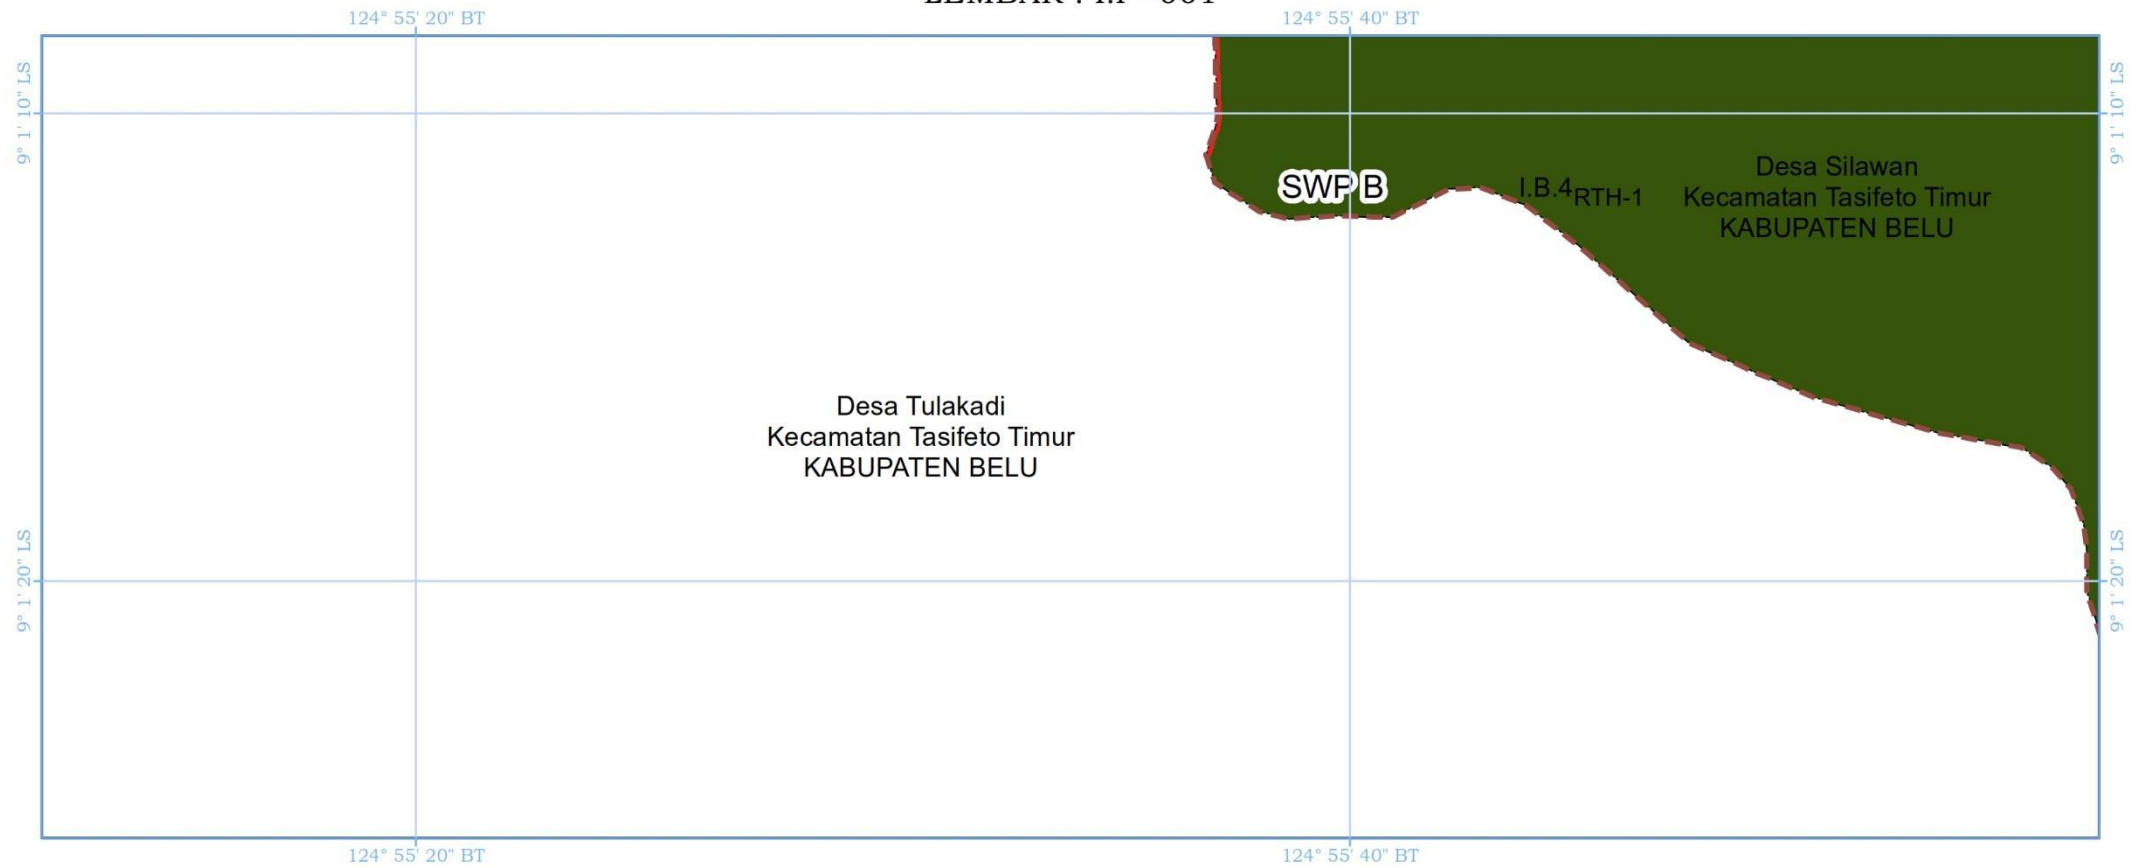 124° 55' 20" BT
124° 55' 40" BT
9° 1' 10" LS
9° 1' 10" LS
SWP B
I.B.4 RTH-1
Desa Silawan
Kecamatan Tasifeto Timur
KABUPATEN BELU
Desa Tulakadi
Kecamatan Tasifeto Timur
KABUPATEN BELU
9° 1' 20" LS
9° 1' 20" LS
124° 55' 20" BT
124° 55' 40" BT